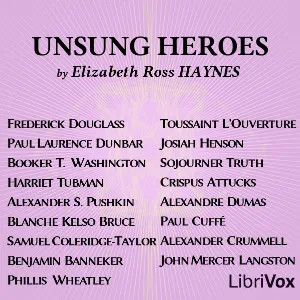 UNSUNG HEROES
by Elizabeth Ross HAYNES
FREDERICK DOUGLASS
PAUL LAURENCE DUNBAR
BOOKER T. WASHINGTON
HARRIET TUBMAN
ALEXANDER S. PUSHKIN
BLANCHE KELSO BRUCE
SAMUEL COLERIDGE-TAYLOR
BENJAMIN BANNEKER
PHILLIS WHEATLEY
TOUSSAINT L'OUVERTURE
JOSIAH HENSON
SOJOURNER TRUTH
CRISPUS ATTUCKS
ALEXANDRE DUMAS
PAUL CUFFÉ
ALEXANDER CRUMMELL
JOHN MERCER LANGSTON
LibriVox